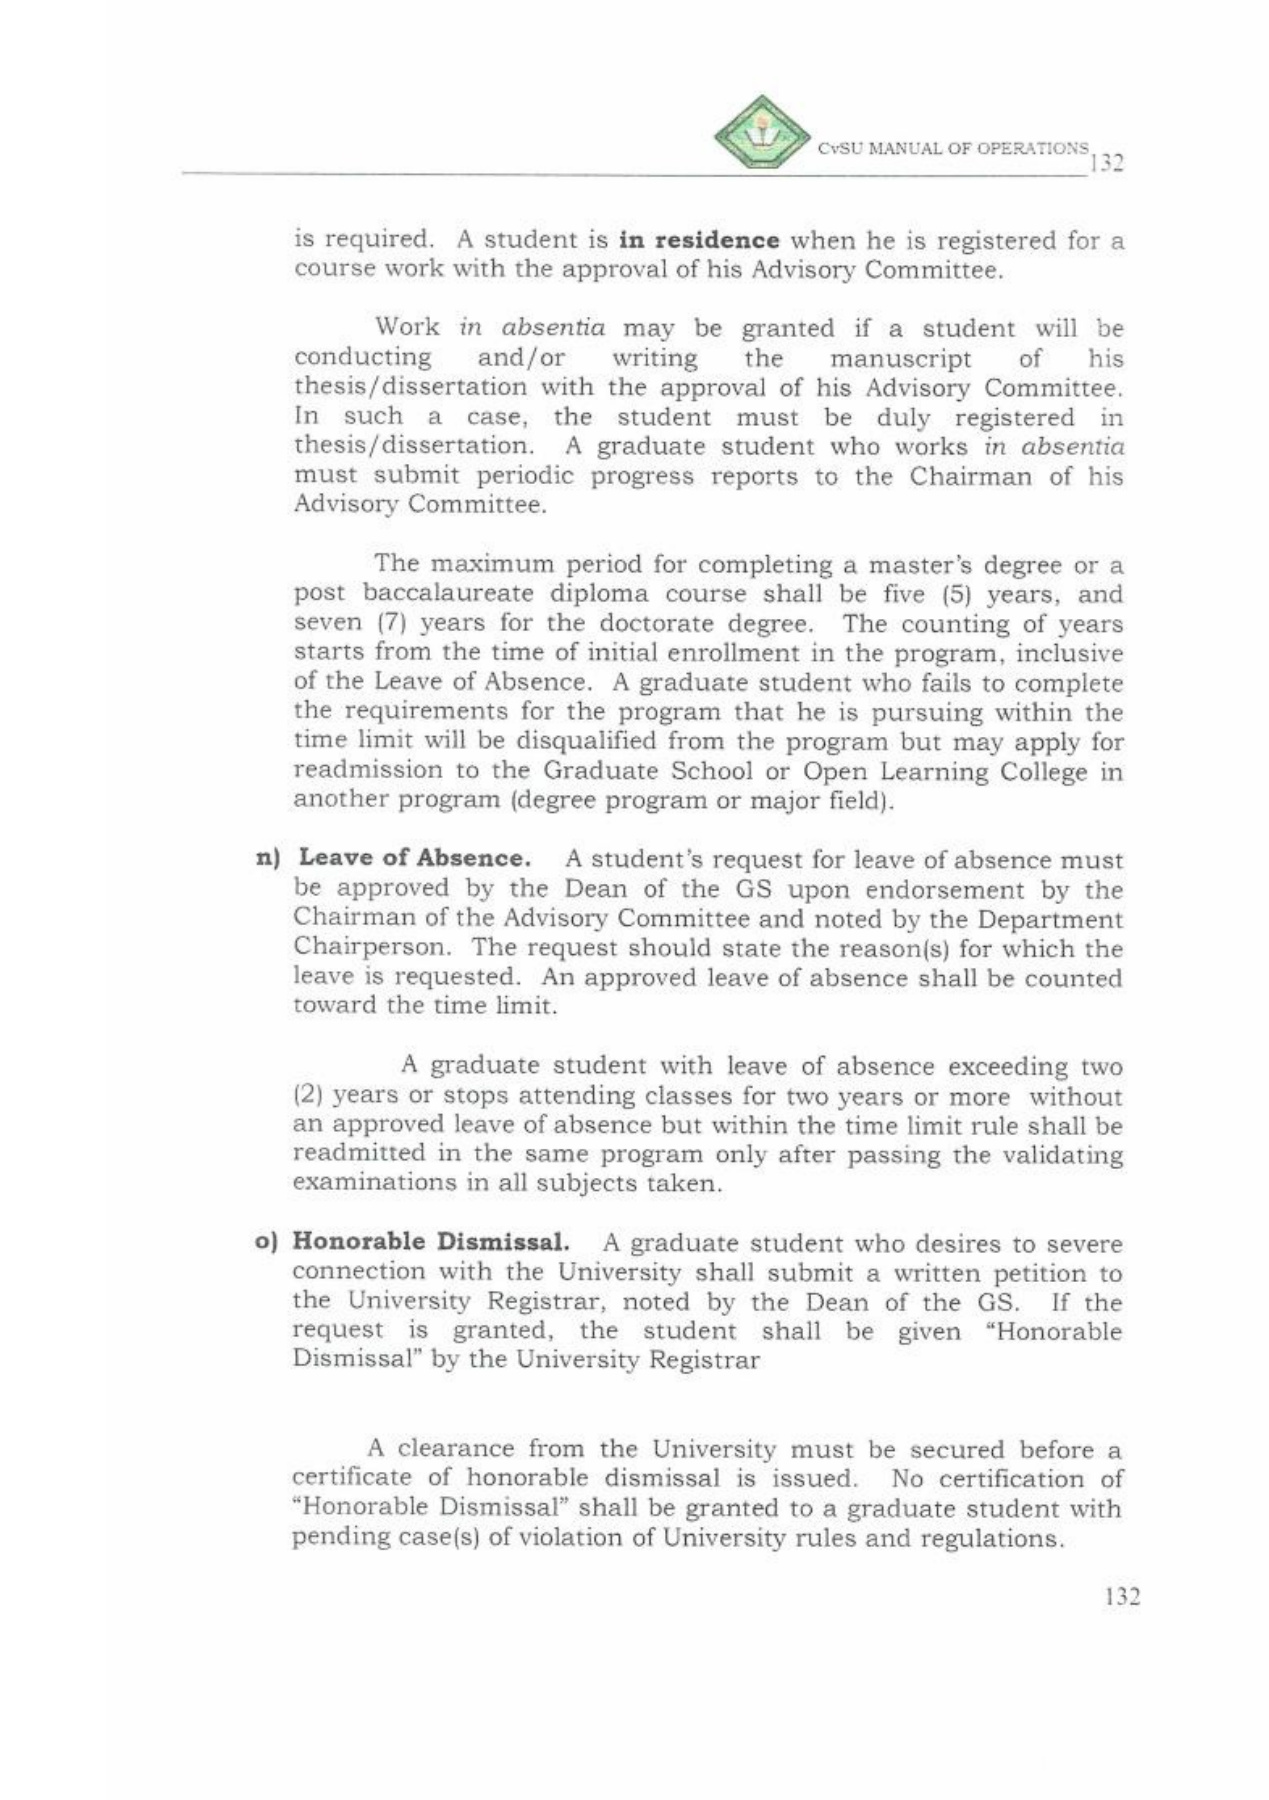 CvSU MANUAL OF OPERATIONS 132
is required. A student is in residence when he is registered for a
course work with the approval of his Advisory Committee.
Work in absentia may be granted if a student will be
conducting and/or writing the manuscript of his
thesis/dissertation with the approval of his Advisory Committee.
In such a case, the student must be duly registered in
thesis/dissertation. A graduate student who works in absentia
must submit periodic progress reports to the Chairman of his
Advisory Committee.
The maximum period for completing a master's degree or a
post baccalaureate diploma course shall be five (5) years, and
seven (7) years for the doctorate degree. The counting of years
starts from the time of initial enrollment in the program, inclusive
of the Leave of Absence. A graduate student who fails to complete
the requirements for the program that he is pursuing within the
time limit will be disqualified from the program but may apply for
readmission to the Graduate School or Open Learning College in
another program (degree program or major field).
n) Leave of Absence. A student's request for leave of absence must
be approved by the Dean of the GS upon endorsement by the
Chairman of the Advisory Committee and noted by the Department
Chairperson. The request should state the reason(s) for which the
leave is requested. An approved leave of absence shall be counted
toward the time limit.
A graduate student with leave of absence exceeding two
(2) years or stops attending classes for two years or more without
an approved leave of absence but within the time limit rule shall be
readmitted in the same program only after passing the validating
examinations in all subjects taken.
o) Honorable Dismissal. A graduate student who desires to severe
connection with the University shall submit a written petition to
the University Registrar, noted by the Dean of the GS. If the
request is granted, the student shall be given "Honorable
Dismissal" by the University Registrar
A clearance from the University must be secured before a
certificate of honorable dismissal is issued. No certification of
"Honorable Dismissal" shall be granted to a graduate student with
pending case(s) of violation of University rules and regulations.
132